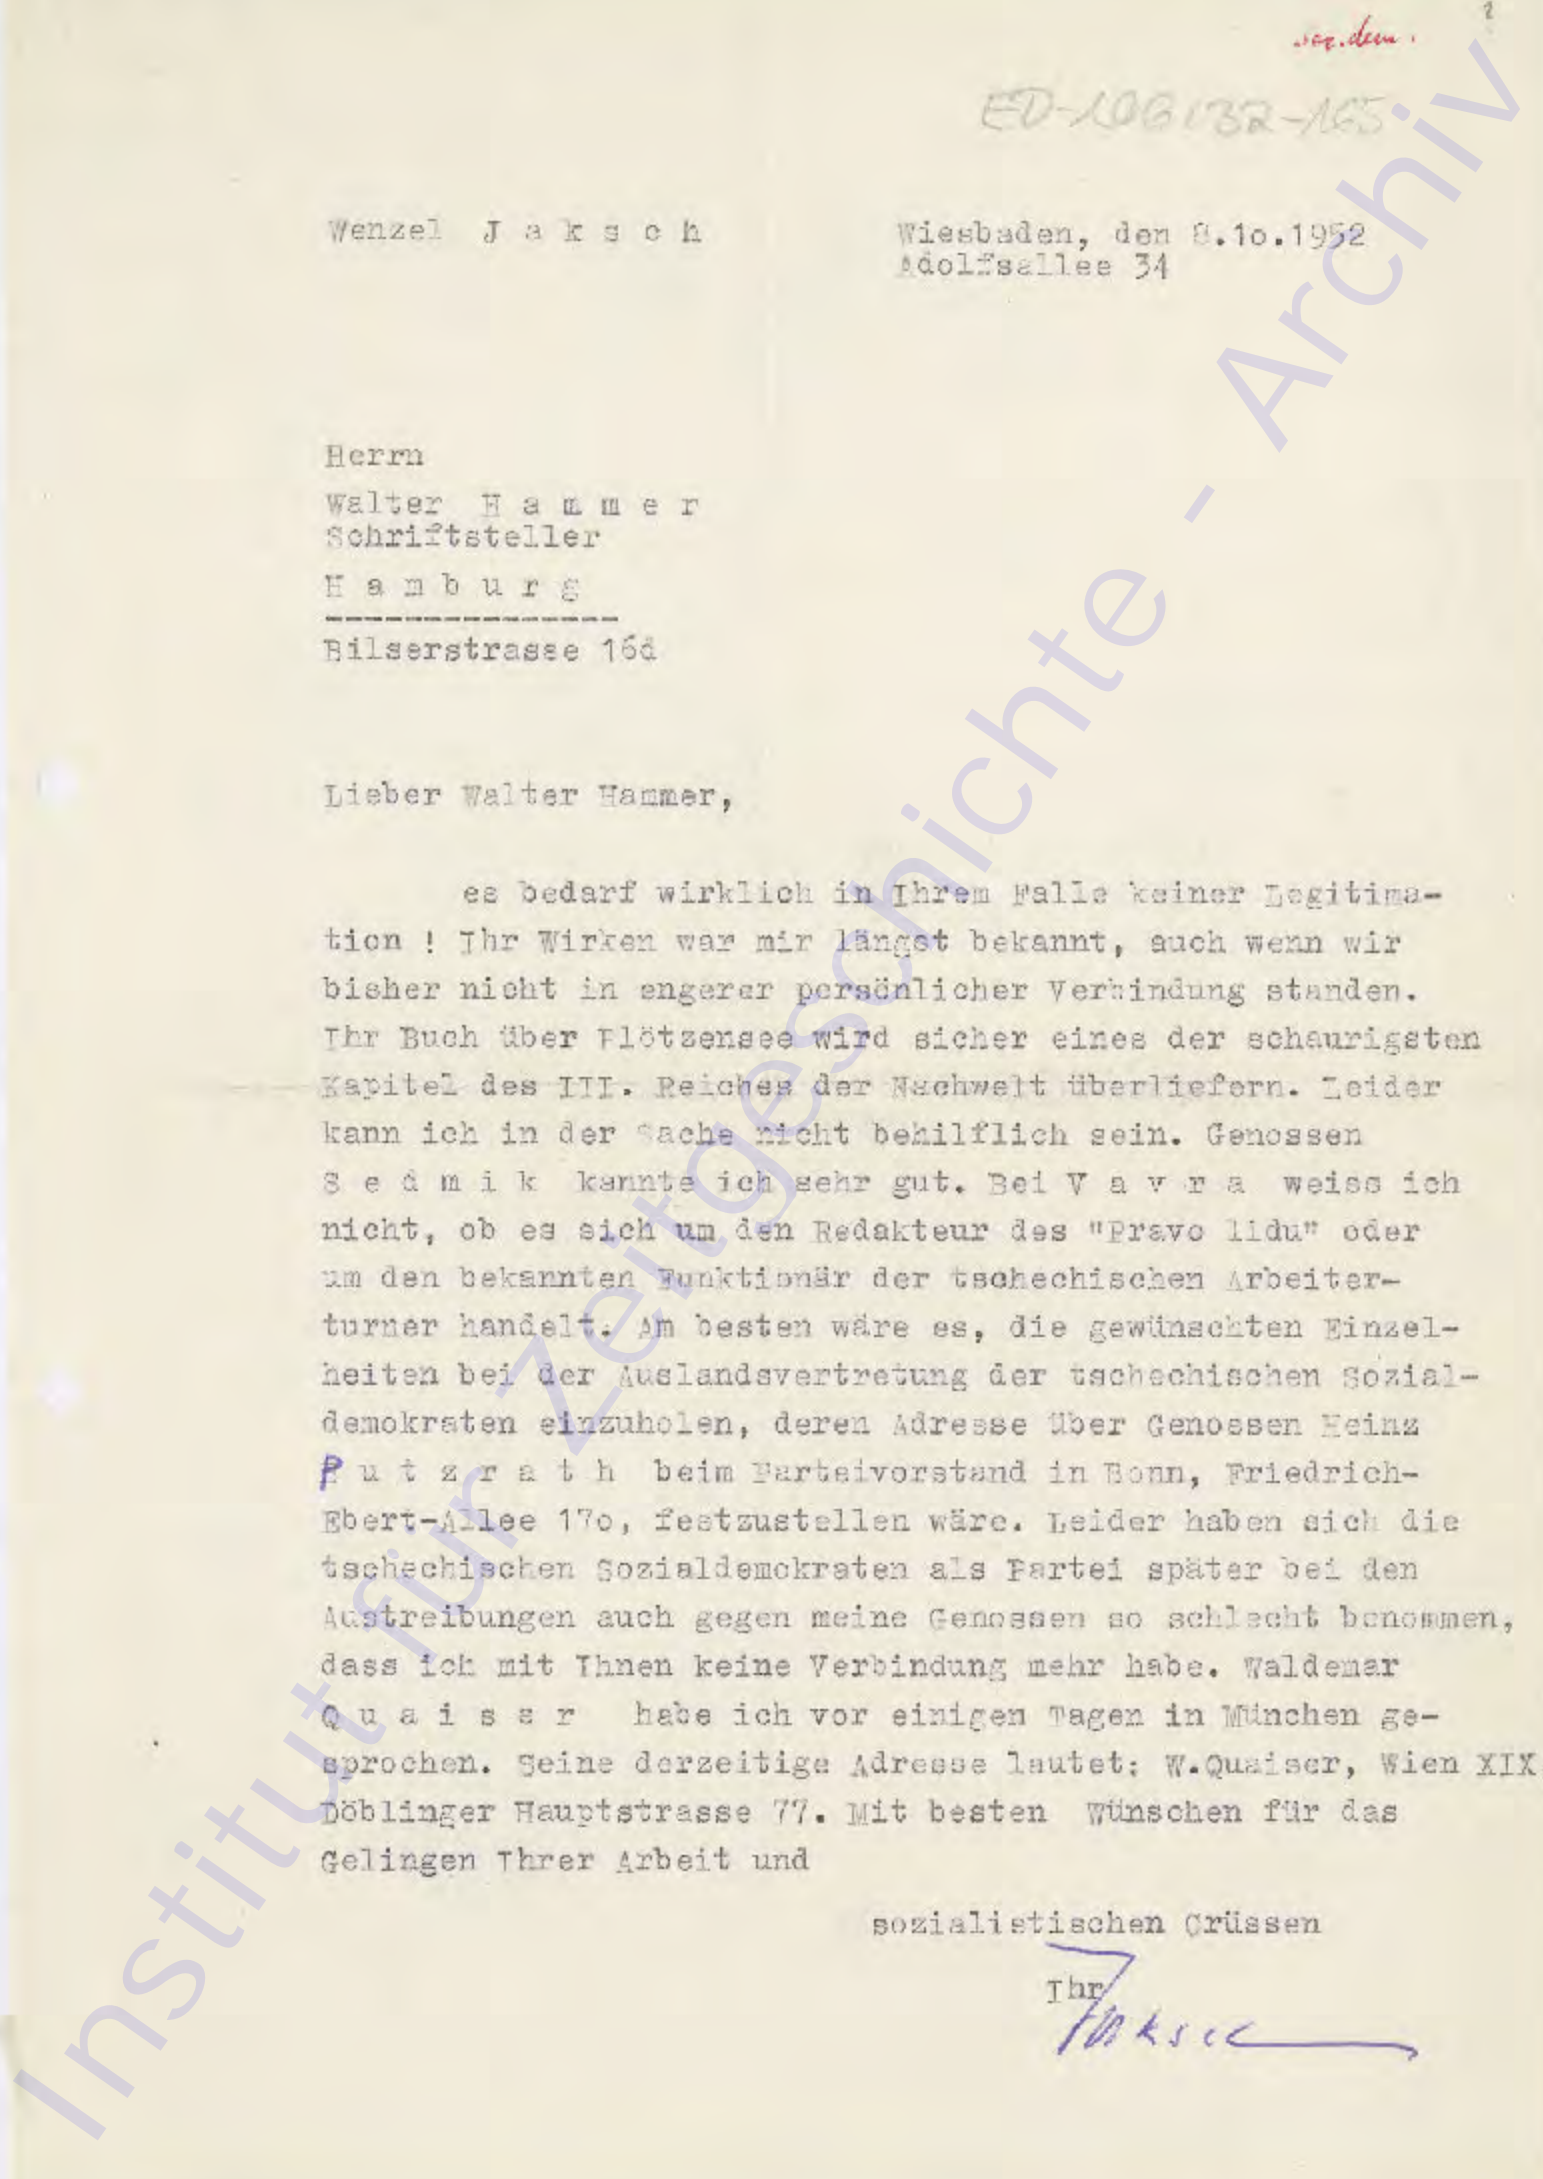 soz.dem.
ED-106/32-165
Wenzel J a k s c h
Wiesbaden, den 8.1o.1952
Adolfsallee 34
Herrn
Walter H a m m e r
Schriftsteller
H a m b u r g
----------------
Bilserstrasse 16d
Lieber Walter Hammer,
es bedarf wirklich in Ihrem Falle keiner Legitima-
tion ! Ihr Wirken war mir längst bekannt, auch wenn wir
bisher nicht in engerer persönlicher Verbindung standen.
Ihr Buch über Plötzensee wird sicher eines der schaurigsten
Kapitel des III. Reiches der Nachwelt überliefern. Leider
kann ich in der Sache nicht behilflich sein. Genossen
S e d m i k kannte ich sehr gut. Bei V a v r a weiss ich
nicht, ob es sich um den Redakteur des "Pravo lidu" oder
um den bekannten Funktionär der tschechischen Arbeiter-
turner handelt. Am besten wäre es, die gewünschten Einzel-
heiten bei der Auslandsvertretung der tschechischen Sozial-
demokraten einzuholen, deren Adresse über Genossen Heinz
P u t z r a t h beim Parteivorstand in Bonn, Friedrich-
Ebert-Allee 17o, festzustellen wäre. Leider haben sich die
tschechischen Sozialdemokraten als Partei später bei den
Austreibungen auch gegen meine Genossen so schlecht benommen,
dass ich mit Ihnen keine Verbindung mehr habe. Waldemar
Q u a i s e r habe ich vor einigen Tagen in München ge-
sprochen. Seine derzeitige Adresse lautet: W.Quaiser, Wien XIX
Döblinger Hauptstrasse 77. Mit besten Wünschen für das
Gelingen Ihrer Arbeit und
sozialistischen Grüssen
Ihr
Jaksch
Institut für Zeitgeschichte - Archiv